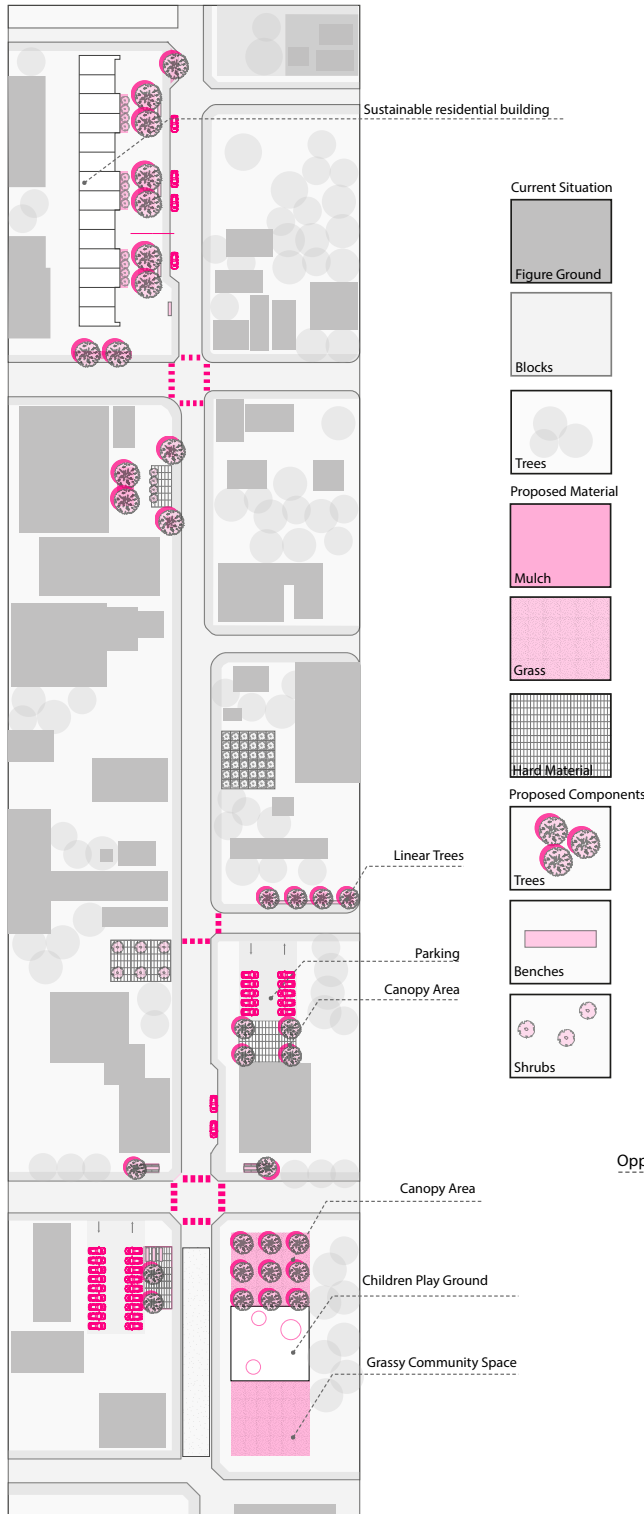 Sustainable residential building
Current Situation
Figure Ground
Blocks
Trees
Proposed Material
Mulch
Grass
Hard Material
Proposed Components
Trees
Benches
Shrubs
Linear Trees
Parking
Canopy Area
Opp
Canopy Area
Children Play Ground
Grassy Community Space